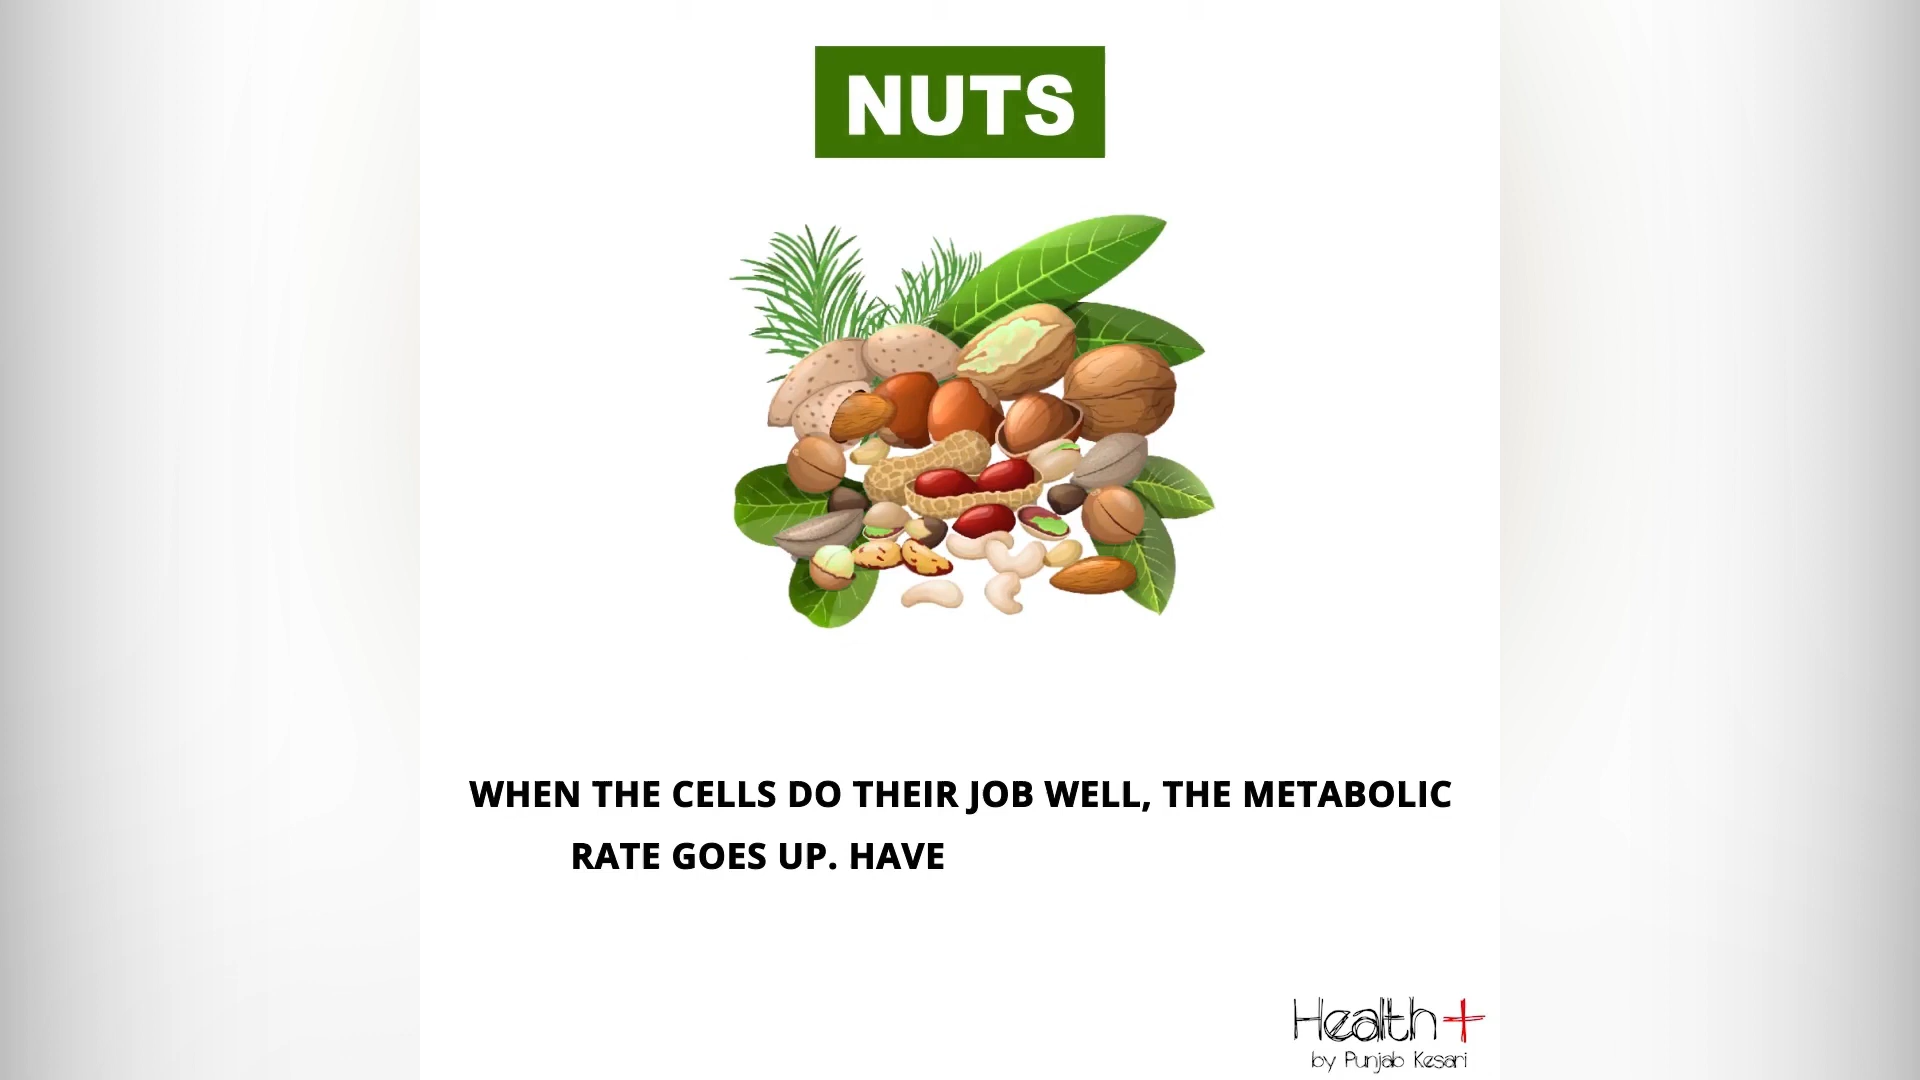 NUTS
WHEN THE CELLS DO THEIR JOB WELL, THE METABOLIC
RATE GOES UP. HAVE
Health+
by Punjab Kesari